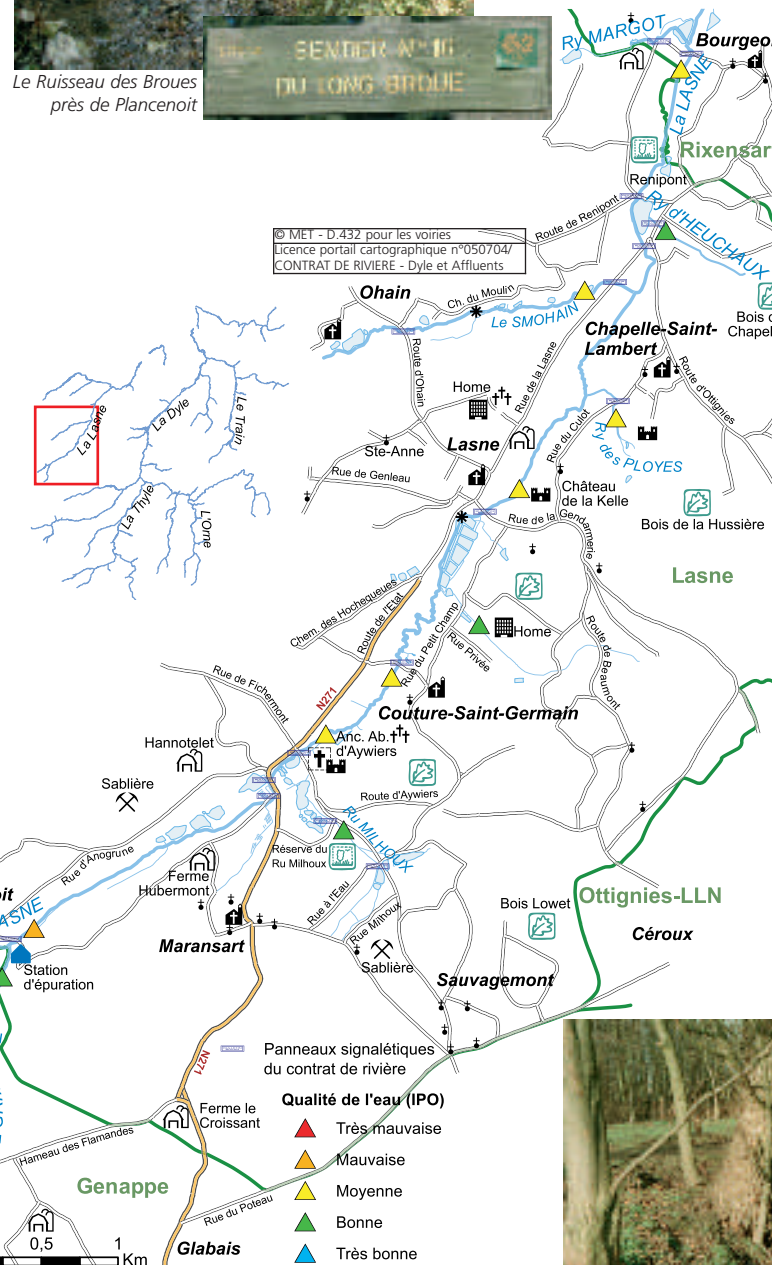 SENTIER N°16
DU LONG BROUE
Le Ruisseau des Broues
près de Plancenoit
Ry MARGOT
Bourgeo
La LASNE
Rixensar
Renipont
Route de Renipont
Ry d'HEUCHAUX
© MET - D.432 pour les voiries
Licence portail cartographique n°050704/
CONTRAT DE RIVIERE - Dyle et Affluents
Ohain
Ch. du Moulin
Le SMOHAIN
Bois d
Chapel
Chapelle-Saint-
Lambert
Route d'Ohain
Rue de la Lasne
Route d'Ottignies
Home
La Lasne
La Dyle
Le Train
La Thyle
L'Orne
Lasne
Ste-Anne
Rue du Culot
Ry des PLOYES
Rue de Genleau
Château
de la Kelle
Bois de la Hussière
Rue de la Gendarmerie
Lasne
Chem. des Hochequeues
Route de l'Etat
Rue du Petit Champ
Home
Rue Privée
Route de Beaumont
Rue de Fichermont
N271
Couture-Saint-Germain
Hannotelet
Anc. Ab.
d'Aywiers
Sablière
Route d'Aywiers
Ru MILHOUX
Rue d'Anogrune
Réserve du
Ru Milhoux
Ferme
Hubermont
oit
ASNE
Rue à l'Eau
Rue Milhoux
Bois Lowet
Ottignies-LLN
Céroux
Maransart
Sablière
Station
d'épuration
Sauvagemont
N271
Panneaux signalétiques
du contrat de rivière
Qualité de l'eau (IPO)
Très mauvaise
Mauvaise
Moyenne
Bonne
Très bonne
Ferme le
Croissant
Hameau des Flamandes
Genappe
Rue du Poteau
Glabais
0,5 1
Km